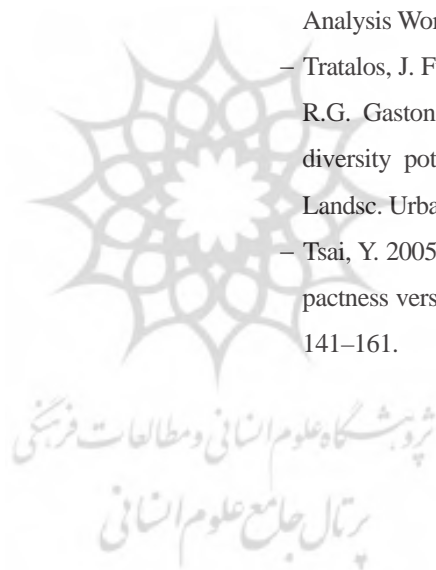 Analysis Wor
– Tratalos, J. F
R.G. Gaston
diversity pot
Landsc. Urba
– Tsai, Y. 2005
pactness vers
141–161.
پژوهشگاه علوم انسانی و مطالعات فرهنگی
پرتال جامع علوم انسانی